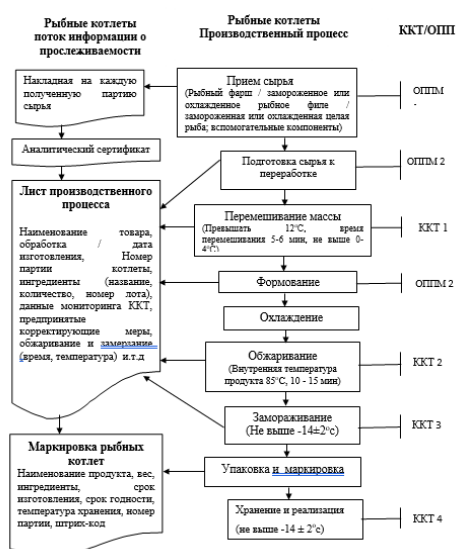 Рыбные котлеты
поток информации о
прослеживаемости
Рыбные котлеты
Производственный процесс
ККТ/ОПП
Накладная на каждую
полученную партию
сырья
Аналитический сертификат
Лист производственного
процесса
Наименование товара,
обработка / дата
изготовления, Номер
партии котлеты,
ингредиенты (название,
количество, номер лота),
данные мониторинга ККТ,
предпринятые
корректирующие меры,
обжаривание и замерзание
(время, температура) и.т.д
Маркировка рыбных
котлет
Наименование продукта, вес,
ингредиенты, срок
изготовления, срок годности,
температура хранения, номер
партии, штрих-код
Прием сырья
(Рыбный фарш / замороженное или
охлажденное рыбное филе /
замороженная или охлажденная целая
рыба; вспомогательные компоненты)
Подготовка сырья к
переработке
Перемешивание массы
(Превышать 12°С, время
перемешивания 5-6 мин, не выше 0-
4°С)
Формование
Охлаждение
Обжаривание
(Внутренняя температура
продукта 85°С, 10 - 15 мин)
Замораживание
(Не выше -14±2°с)
Упаковка и маркировка
Хранение и реализация
(не выше -14 ± 2°с)
ОППМ
ОППМ 2
ККТ 1
ОППМ 2
ККТ 2
ККТ 3
ККТ 4